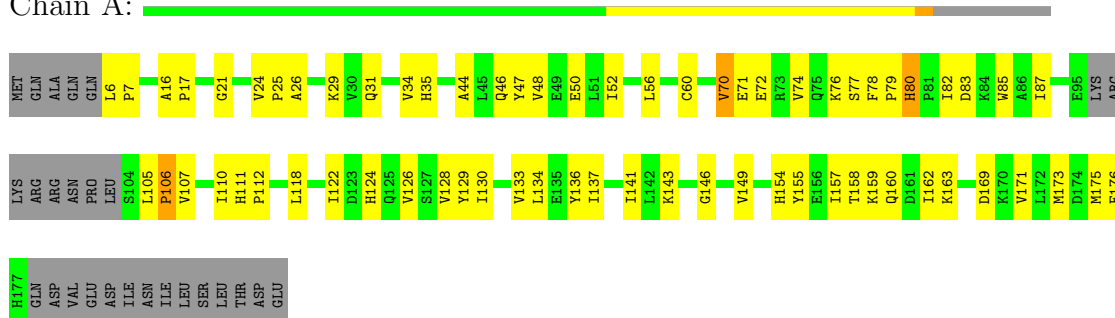 Chain A:
MET GLN ALA GLN GLN L6 P7 A16 P17 G21 V24 P25 A26 K29 V30 Q31 V34 H35 A44 L45 Q46 Y47 V48 E49 E50 L51 I52 L56 C60 V70 E71 E72 R73 V74 Q75 K76 S77 F78 P79 H80 P81 I82 D83 K84 W85 A86 I87 E95 LYS ARG
LYS ARG ARG ASN PRO LEU S104 L105 P106 V107 I110 H111 P112 L118 I122 D123 H124 Q125 V126 S127 V128 Y129 I130 V133 L134 E135 Y136 I137 I141 L142 K143 G146 V149 H154 Y155 E156 I157 T158 K159 Q160 D161 I162 K163 D169 K170 V171 L172 M173 D174 M175
H177 GLN ASP VAL GLU ASP ILE ASN ILE LEU SER LEU THR ASP GLU